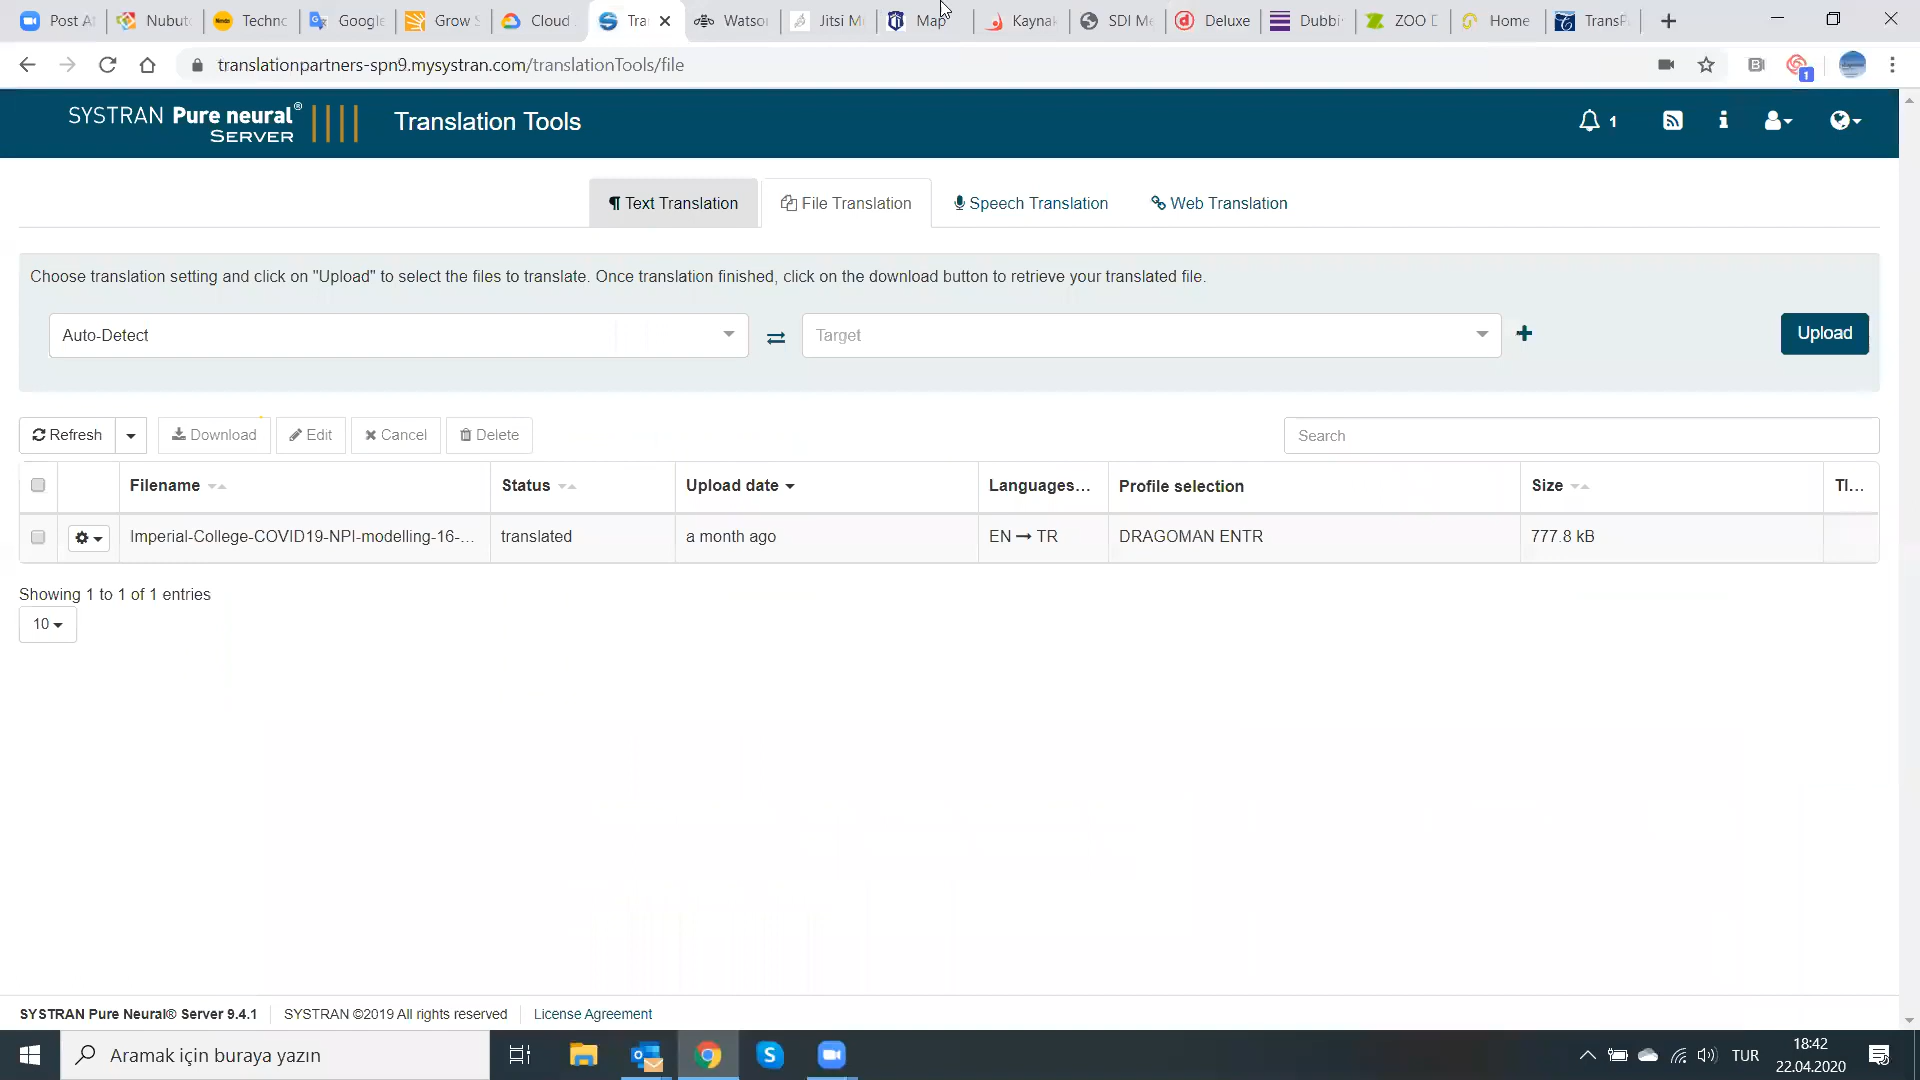 Post A Nubut Techno Google Grow S Cloud Tra Watso Jitsi M Map Kaynak SDI Me Deluxe Dubbi ZOO D Home TransP
translationpartners-spn9.mysystran.com/translationTools/file
1
SYSTRAN Pure neural®
SERVER
Translation Tools
1
Text Translation File Translation Speech Translation Web Translation
Choose translation setting and click on "Upload" to select the files to translate. Once translation finished, click on the download button to retrieve your translated file.
Auto-Detect Target Upload
Refresh Download Edit Cancel Delete Search
Filename Status Upload date Languages... Profile selection Size TI...
Imperial-College-COVID19-NPI-modelling-16-... translated a month ago EN → TR DRAGOMAN ENTR 777.8 kB
Showing 1 to 1 of 1 entries
10
SYSTRAN Pure Neural® Server 9.4.1 SYSTRAN ©2019 All rights reserved License Agreement
Aramak için buraya yazın
TUR
18:42
22.04.2020